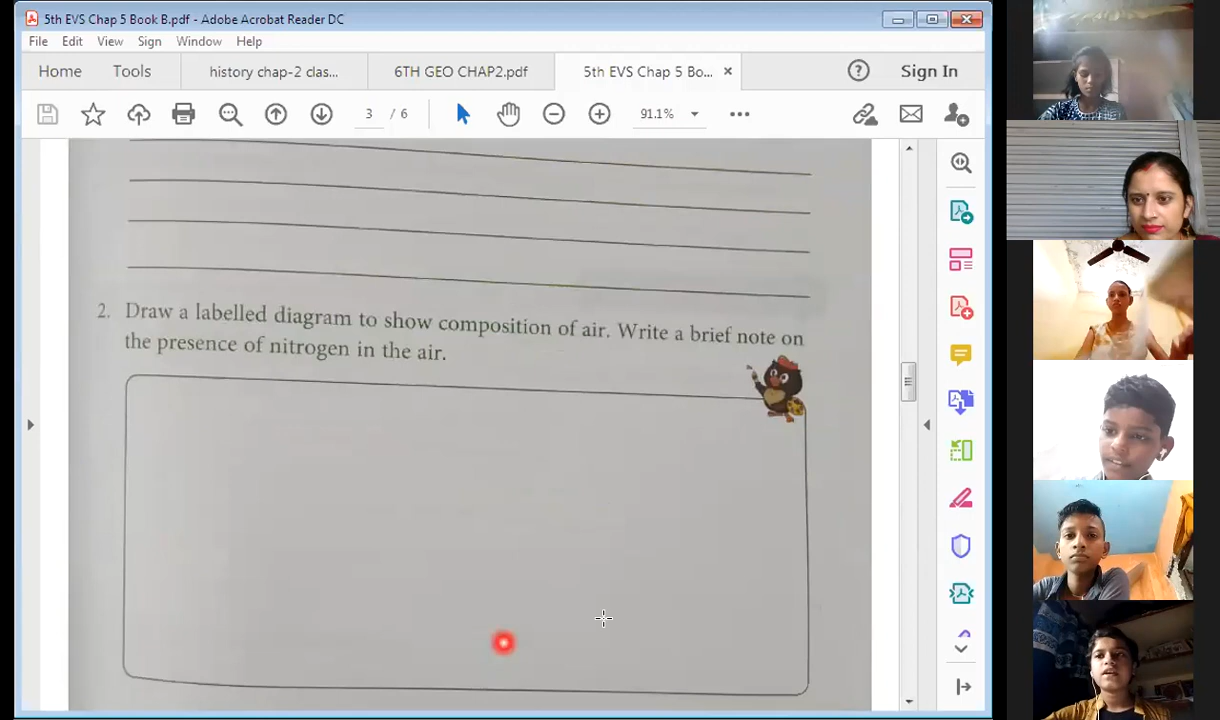 5th EVS Chap 5 Book B.pdf - Adobe Acrobat Reader DC
File Edit View Sign Window Help
Home Tools history chap-2 clas... 6TH GEO CHAP2.pdf 5th EVS Chap 5 Bo... × ? Sign In
3 / 6 91.1%
2. Draw a labelled diagram to show composition of air. Write a brief note on
the presence of nitrogen in the air.